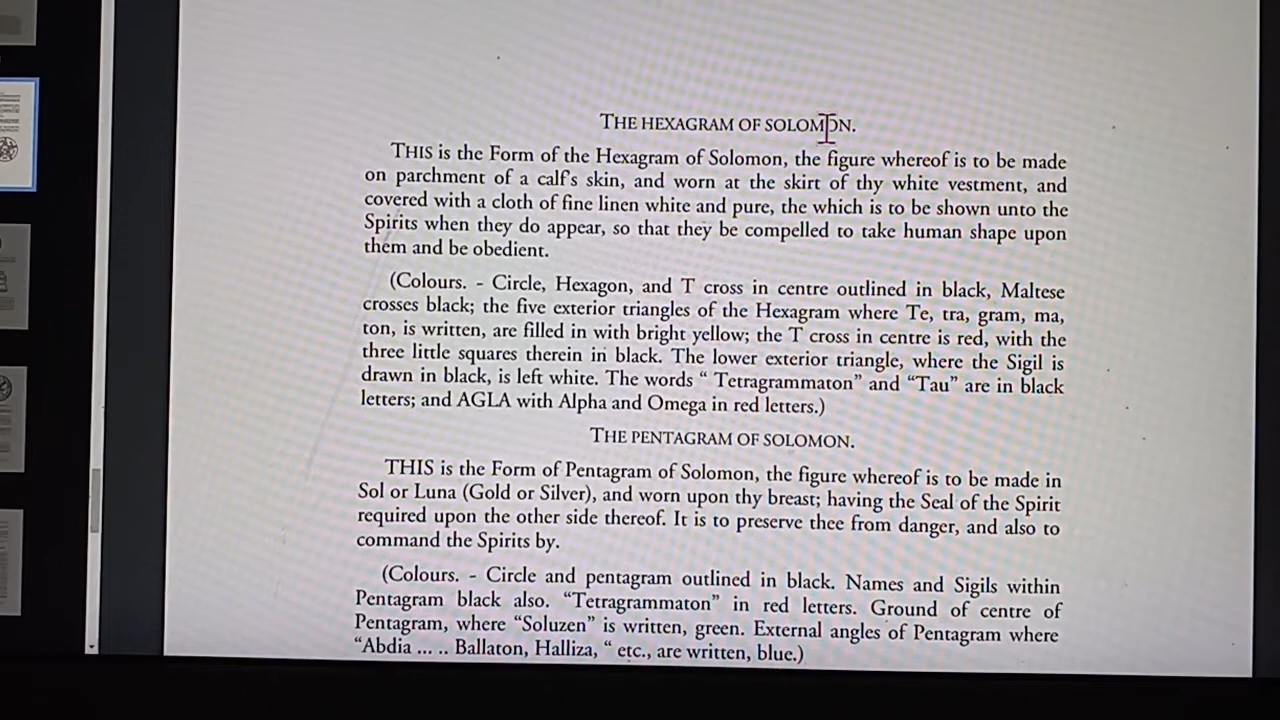 THE HEXAGRAM OF SOLOMON.
THIS is the Form of the Hexagram of Solomon, the figure whereof is to be made
on parchment of a calf's skin, and worn at the skirt of thy white vestment, and
covered with a cloth of fine linen white and pure, the which is to be shown unto the
Spirits when they do appear, so that they be compelled to take human shape upon
them and be obedient.
(Colours. - Circle, Hexagon, and T cross in centre outlined in black, Maltese
crosses black; the five exterior triangles of the Hexagram where Te, tra, gram, ma,
ton, is written, are filled in with bright yellow; the T cross in centre is red, with the
three little squares therein in black. The lower exterior triangle, where the Sigil is
drawn in black, is left white. The words “ Tetragrammaton” and “Tau” are in black
letters; and AGLA with Alpha and Omega in red letters.)
THE PENTAGRAM OF SOLOMON.
THIS is the Form of Pentagram of Solomon, the figure whereof is to be made in
Sol or Luna (Gold or Silver), and worn upon thy breast; having the Seal of the Spirit
required upon the other side thereof. It is to preserve thee from danger, and also to
command the Spirits by.
(Colours. - Circle and pentagram outlined in black. Names and Sigils within
Pentagram black also. “Tetragrammaton” in red letters. Ground of centre of
Pentagram, where “Soluzen” is written, green. External angles of Pentagram where
“Abdia ... .. Ballaton, Halliza, “ etc., are written, blue.)